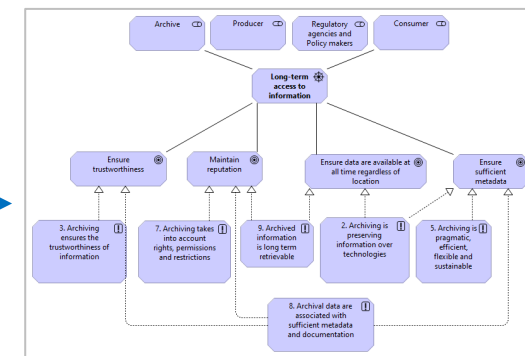 Archive
Producer
Regulatory
agencies and
Policy makers
Consumer
Long-term
access to
information
Ensure
trustworthiness
Maintain
reputation
Ensure data are available at
all time regardless of
location
Ensure
sufficient
metadata
3. Archiving
ensures the
trustworthiness of
information
7. Archiving takes
into account
rights, permissions
and restrictions
9. Archived
information
is long term
retrievable
2. Archiving is
preserving
information over
technologies
5. Archiving is
pragmatic,
efficient,
flexible and
sustainable
8. Archival data are
associated with
sufficient metadata
and documentation